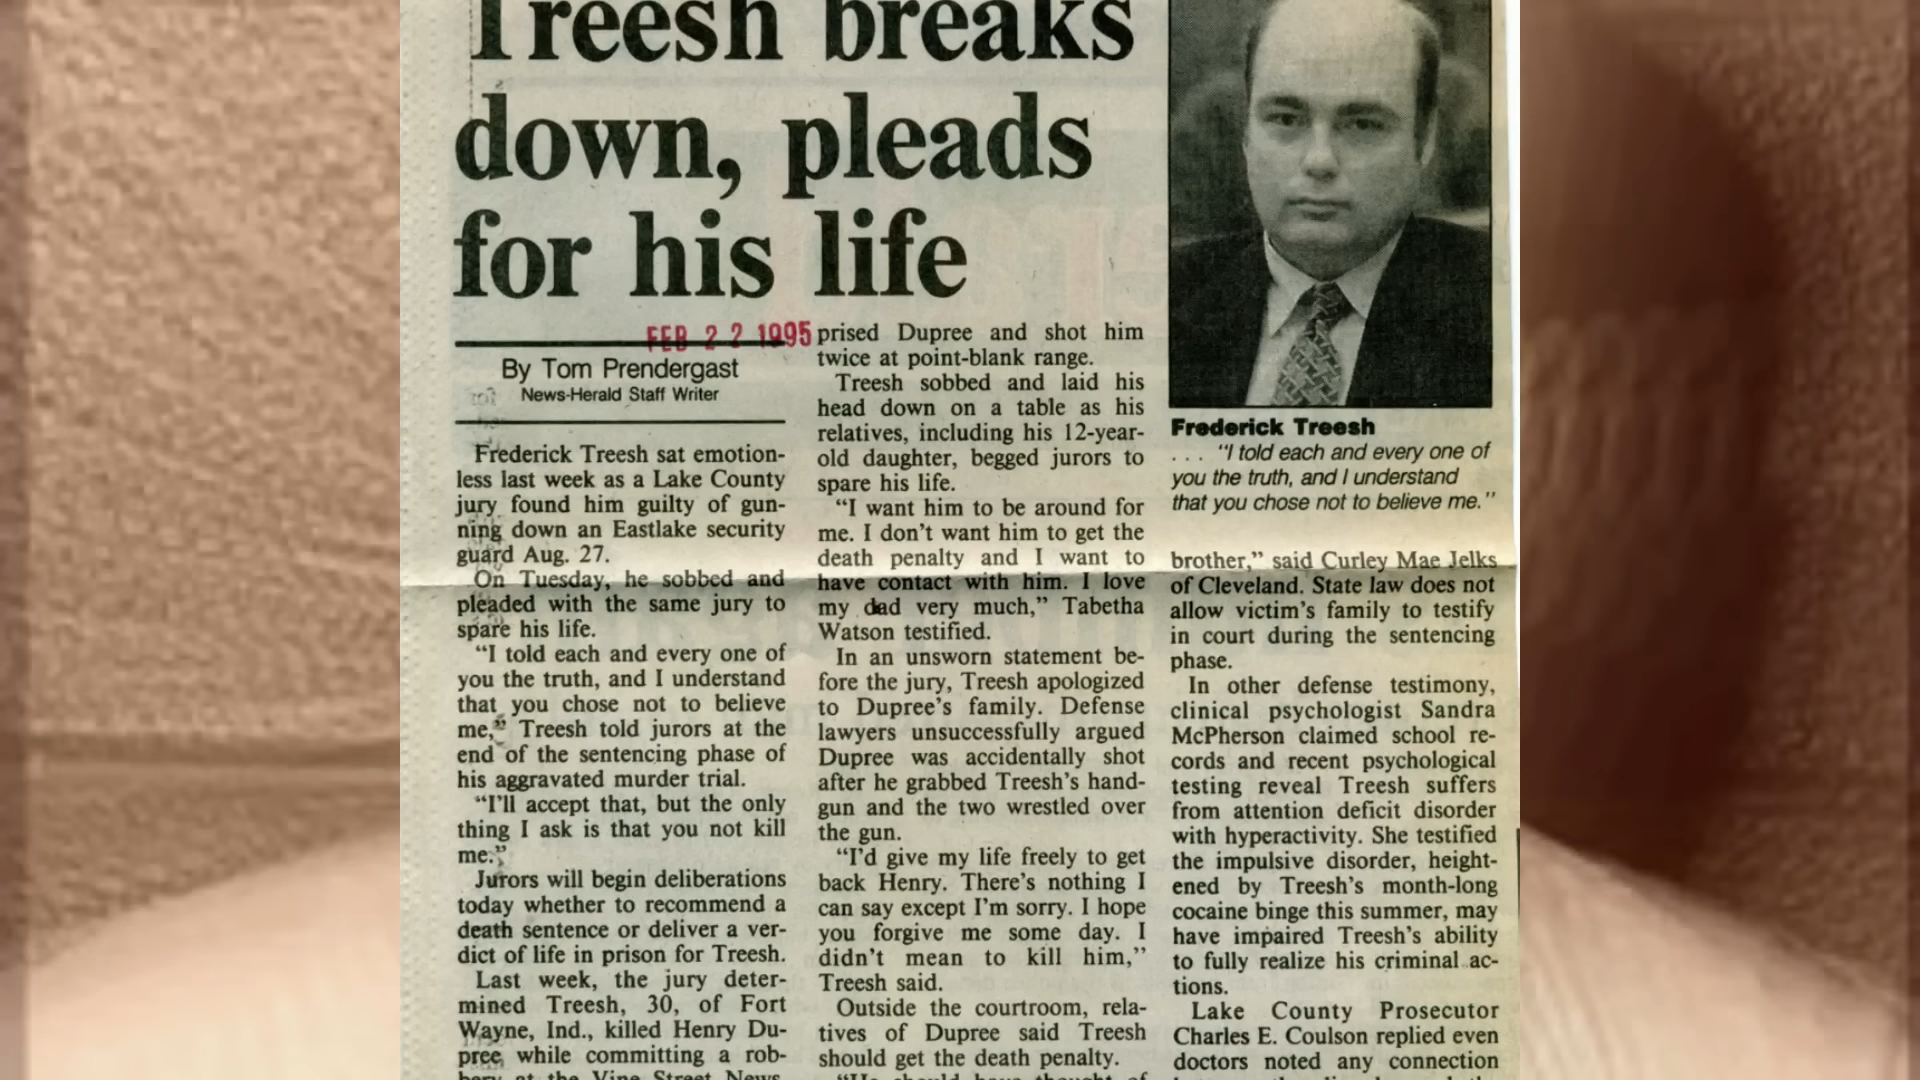 Treesh breaks
down, pleads
for his life
FEB 22 1995
By Tom Prendergast
News-Herald Staff Writer
Frederick Treesh sat emotion-
less last week as a Lake County
jury found him guilty of gun-
ning down an Eastlake security
guard Aug. 27.
On Tuesday, he sobbed and
pleaded with the same jury to
spare his life.
“I told each and every one of
you the truth, and I understand
that you chose not to believe
me,” Treesh told jurors at the
end of the sentencing phase of
his aggravated murder trial.
“I'll accept that, but the only
thing I ask is that you not kill
me.”
Jurors will begin deliberations
today whether to recommend a
death sentence or deliver a ver-
dict of life in prison for Treesh.
Last week, the jury deter-
mined Treesh, 30, of Fort
Wayne, Ind., killed Henry Du-
pree while committing a rob-
bery at the Vine Street News
prised Dupree and shot him
twice at point-blank range.
Treesh sobbed and laid his
head down on a table as his
relatives, including his 12-year-
old daughter, begged jurors to
spare his life.
“I want him to be around for
me. I don't want him to get the
death penalty and I want to
have contact with him. I love
my dad very much,” Tabetha
Watson testified.
In an unsworn statement be-
fore the jury, Treesh apologized
to Dupree's family. Defense
lawyers unsuccessfully argued
Dupree was accidentally shot
after he grabbed Treesh's hand-
gun and the two wrestled over
the gun.
“I'd give my life freely to get
back Henry. There's nothing I
can say except I'm sorry. I hope
you forgive me some day. I
didn't mean to kill him,”
Treesh said.
Outside the courtroom, rela-
tives of Dupree said Treesh
should get the death penalty.
“He should have thought of
Frederick Treesh
. . . “I told each and every one of
you the truth, and I understand
that you chose not to believe me.”
brother,” said Curley Mae Jelks
of Cleveland. State law does not
allow victim's family to testify
in court during the sentencing
phase.
In other defense testimony,
clinical psychologist Sandra
McPherson claimed school re-
cords and recent psychological
testing reveal Treesh suffers
from attention deficit disorder
with hyperactivity. She testified
the impulsive disorder, height-
ened by Treesh's month-long
cocaine binge this summer, may
have impaired Treesh's ability
to fully realize his criminal ac-
tions.
Lake County Prosecutor
Charles E. Coulson replied even
doctors noted any connection